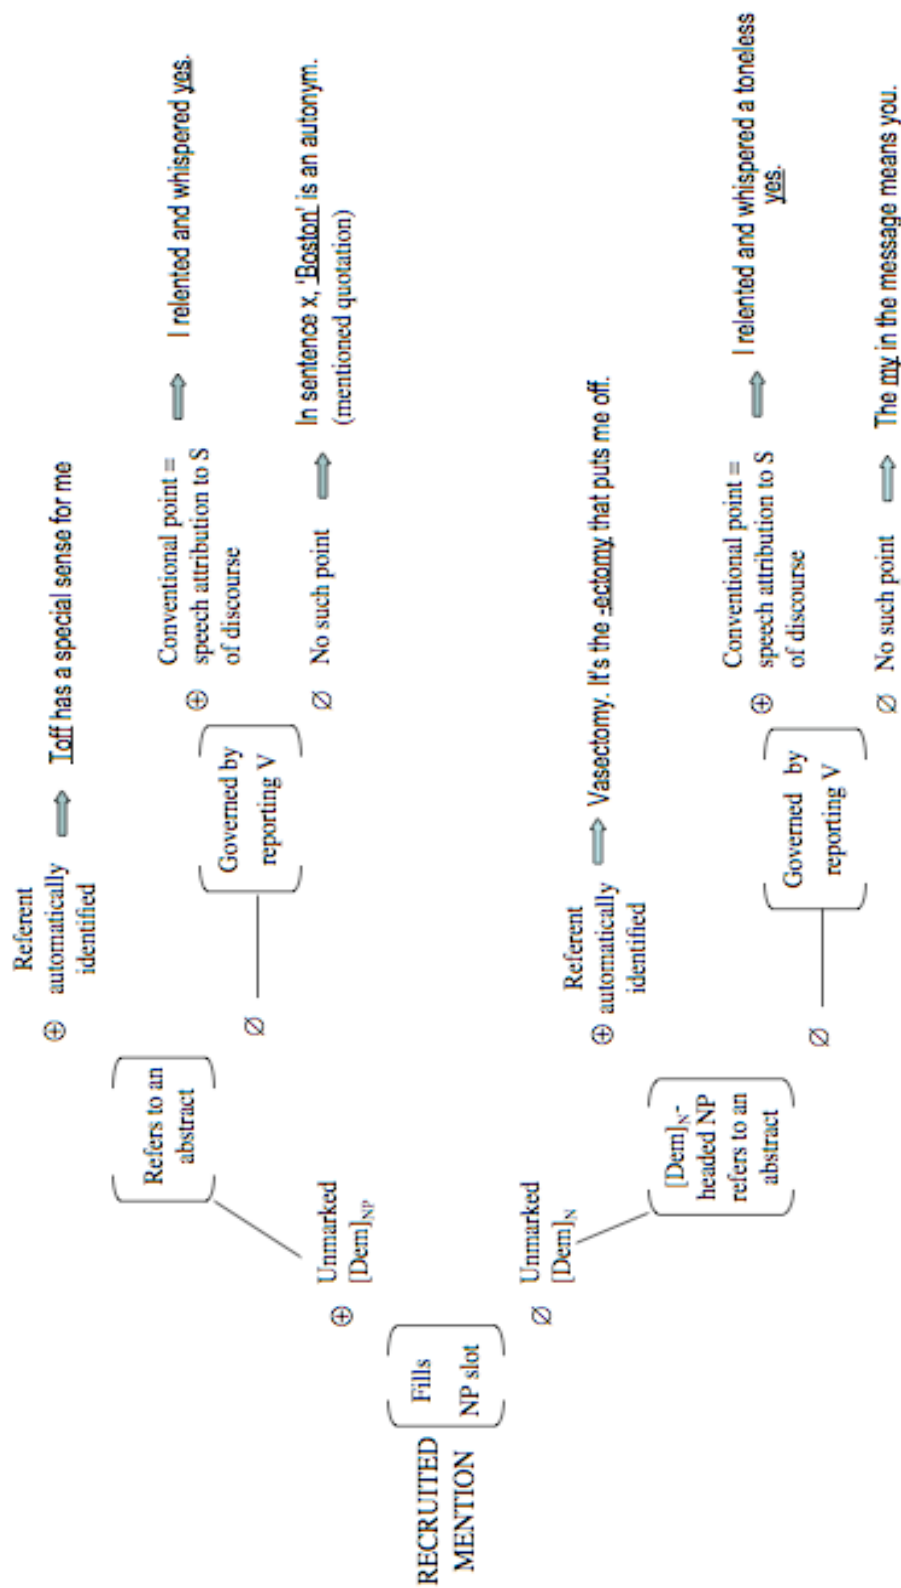 RECRUITED
MENTION
Fills
NP slot
⊕ Unmarked
[Dem]NP
Refers to an
abstract
⊕ Referent
automatically
identified
Toff has a special sense for me
∅
Governed by
reporting V
⊕ Conventional point =
speech attribution to S
of discourse
I relented and whispered yes.
∅ No such point
In sentence x, 'Boston' is an autonym.
(mentioned quotation)
∅ Unmarked
[Dem]N
[Dem]N-
headed NP
refers to an
abstract
Referent
⊕ automatically
identified
Vasectomy. It's the -ectomy that puts me off.
∅
Governed by
reporting V
⊕ Conventional point =
speech attribution to S
of discourse
I relented and whispered a toneless
yes.
∅ No such point
The my in the message means you.